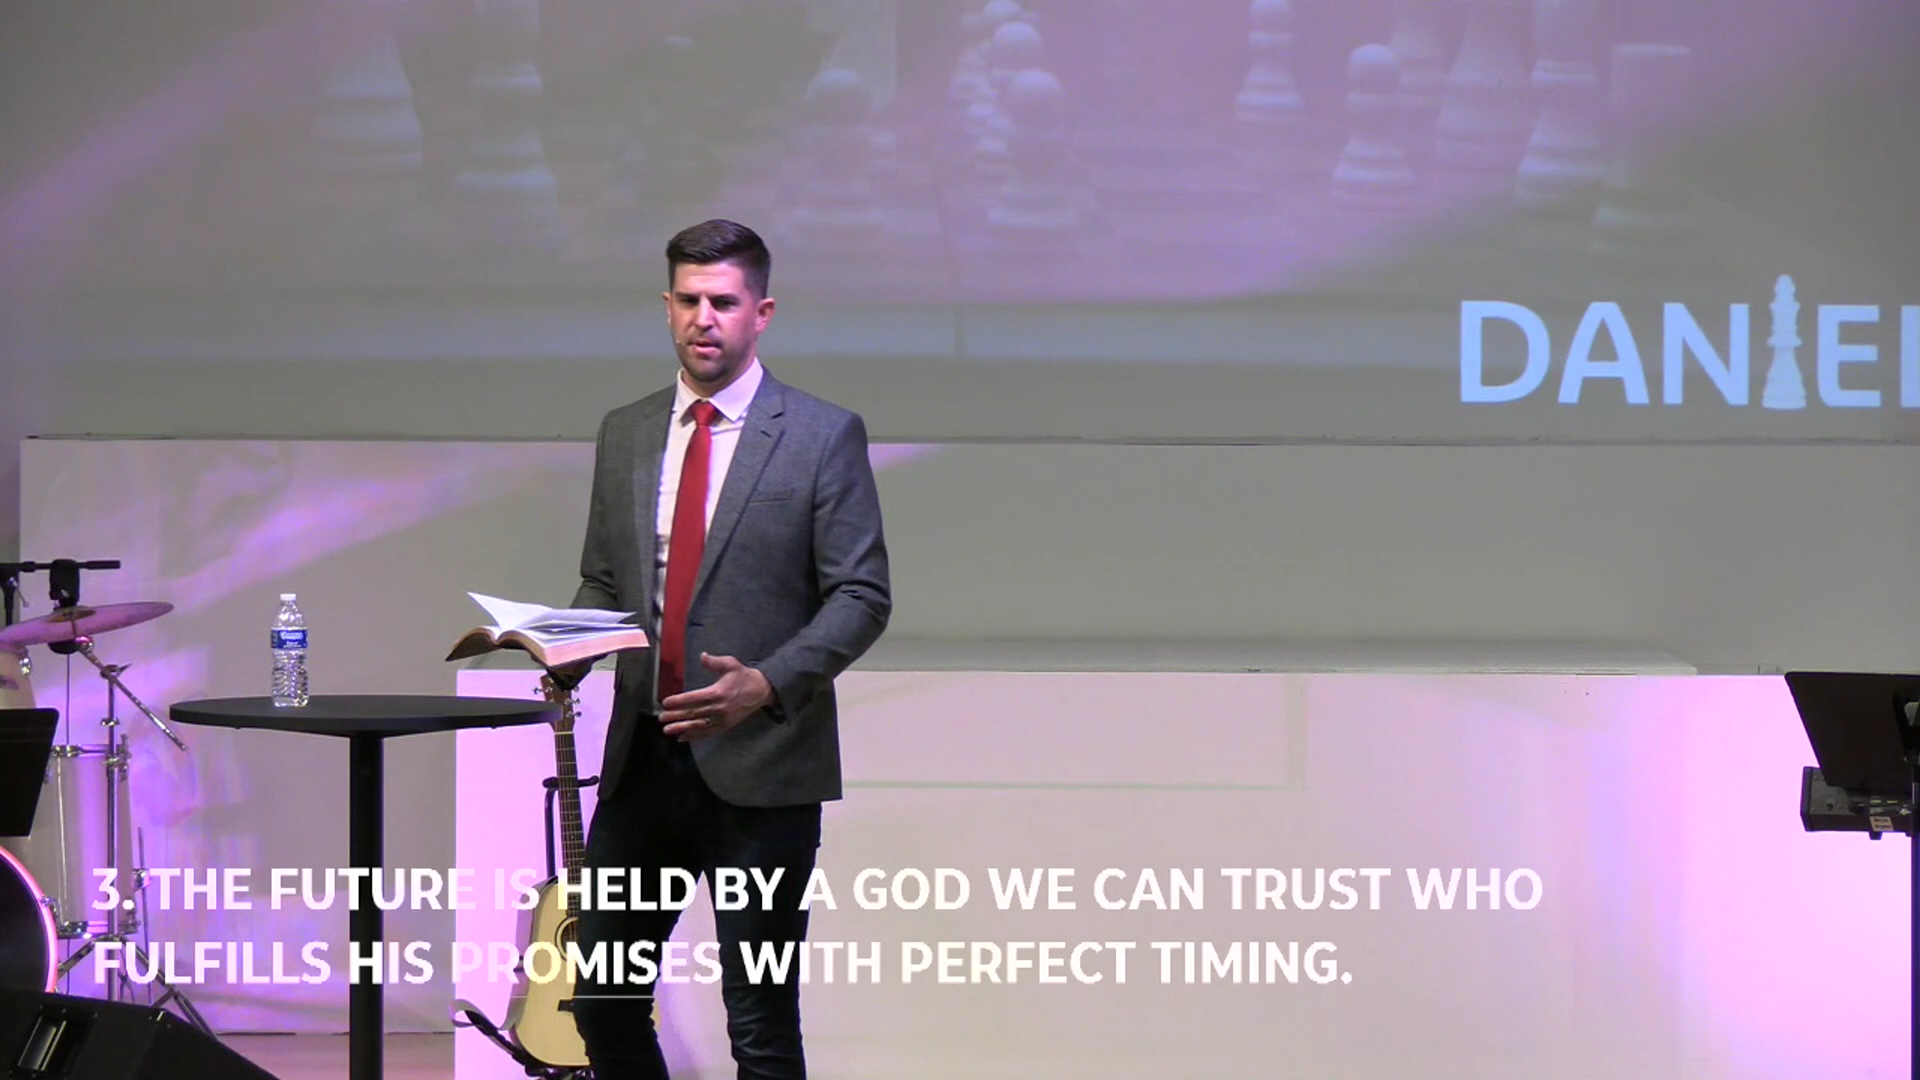 DANIEL
3. THE FUTURE IS HELD BY A GOD WE CAN TRUST WHO
FULFILLS HIS PROMISES WITH PERFECT TIMING.